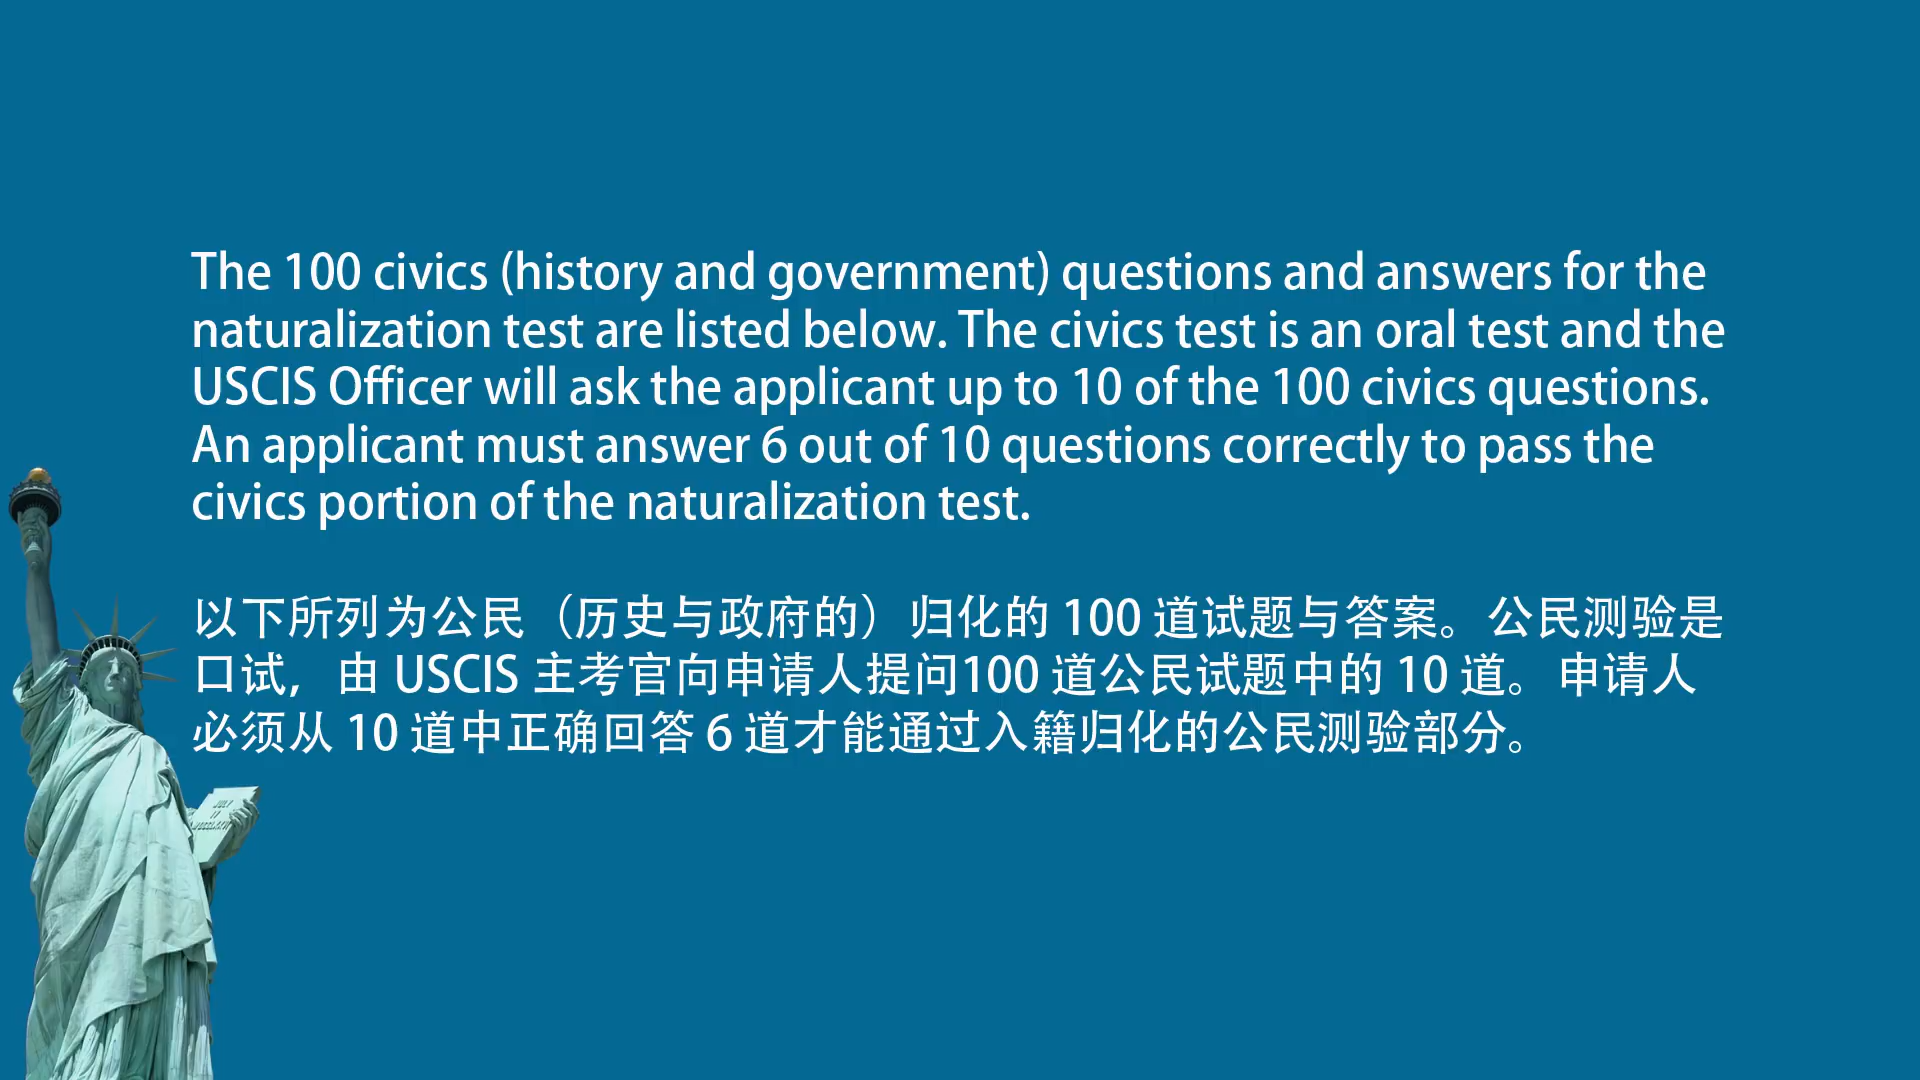 The 100 civics (history and government) questions and answers for the
naturalization test are listed below. The civics test is an oral test and the
USCIS Officer will ask the applicant up to 10 of the 100 civics questions.
An applicant must answer 6 out of 10 questions correctly to pass the
civics portion of the naturalization test.
以下所列为公民（历史与政府的）归化的 100 道试题与答案。公民测验是
口试，由 USCIS 主考官向申请人提问100 道公民试题中的 10 道。申请人
必须从 10 道中正确回答 6 道才能通过入籍归化的公民测验部分。
JULY